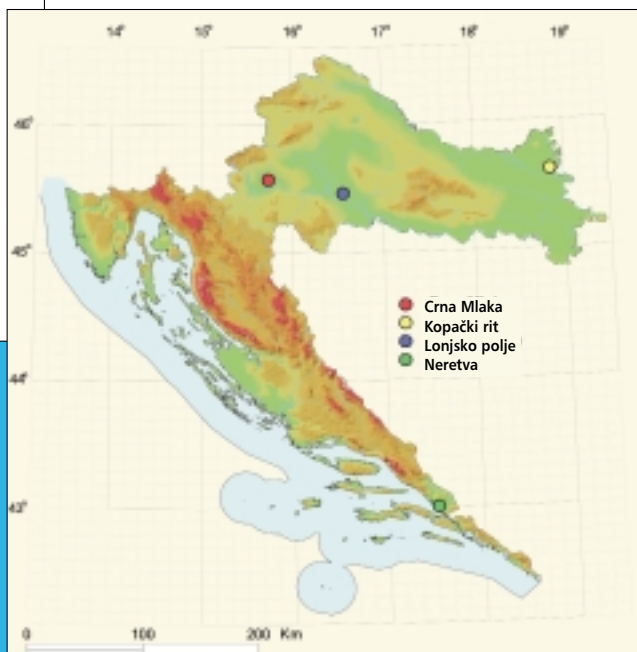 14° 15° 16° 17° 18° 19°
46°
45°
44°
43°
Crna Mlaka
Kopački rit
Lonjsko polje
Neretva
0 100 200 Km